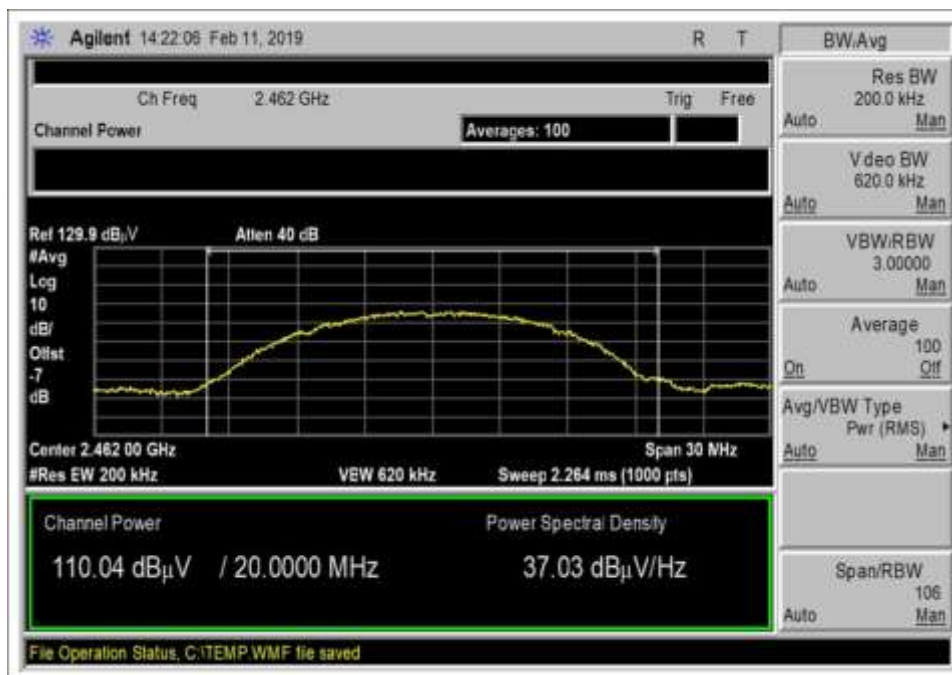 Agilent 14:22:06 Feb 11, 2019 R T
Ch Freq 2.462 GHz Trig Free
Channel Power Averages: 100
Ref 129.9 dBµV Atten 40 dB
#Avg
Log
10
dB/
Offst
-7
dB
Center 2.462 00 GHz Span 30 MHz
#Res BW 200 kHz VBW 620 kHz Sweep 2.264 ms (1000 pts)
Channel Power Power Spectral Density
110.04 dBµV / 20.0000 MHz 37.03 dBµV/Hz
File Operation Status, C:\TEMP.WMF file saved
BW/Avg
Res BW
200.0 kHz
Auto Man
Video BW
620.0 kHz
Auto Man
VBW/RBW
3.00000
Auto Man
Average
100
On Off
Avg/VBW Type
Pwr (RMS)
Auto Man
Span/RBW
106
Auto Man